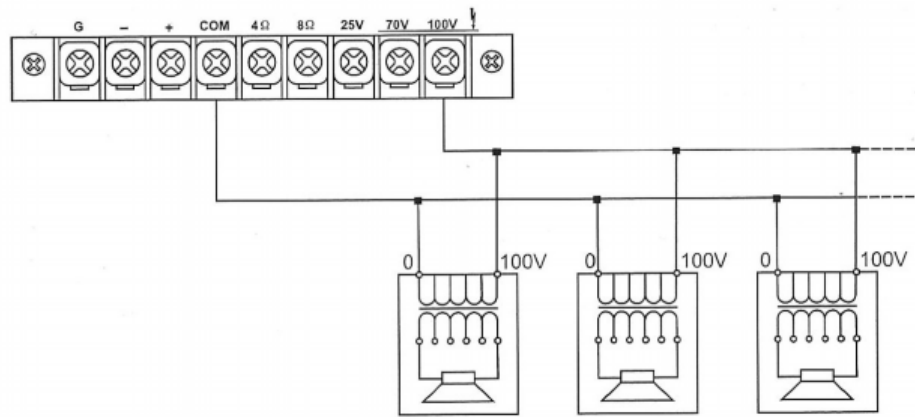 G – + COM 4Ω 8Ω 25V 70V 100V
0 100V 0 100V 0 100V